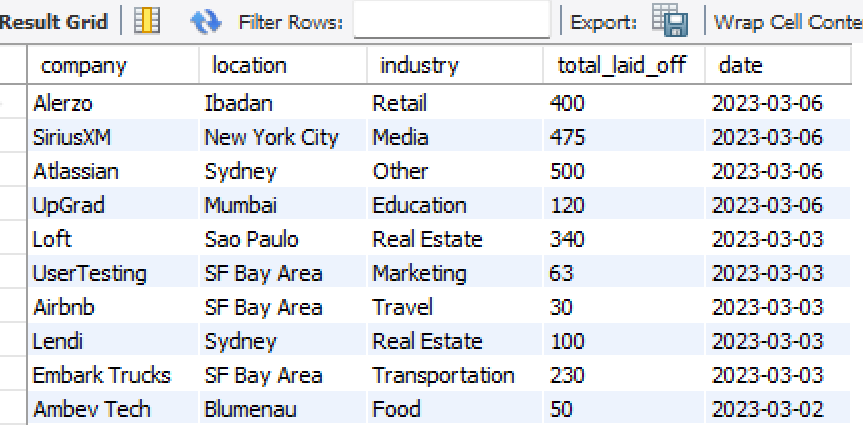 Result Grid Filter Rows: Export: Wrap Cell Conte
company location industry total_laid_off date
Alerzo Ibadan Retail 400 2023-03-06
SiriusXM New York City Media 475 2023-03-06
Atlassian Sydney Other 500 2023-03-06
UpGrad Mumbai Education 120 2023-03-06
Loft Sao Paulo Real Estate 340 2023-03-03
UserTesting SF Bay Area Marketing 63 2023-03-03
Airbnb SF Bay Area Travel 30 2023-03-03
Lendi Sydney Real Estate 100 2023-03-03
Embark Trucks SF Bay Area Transportation 230 2023-03-03
Ambev Tech Blumenau Food 50 2023-03-02